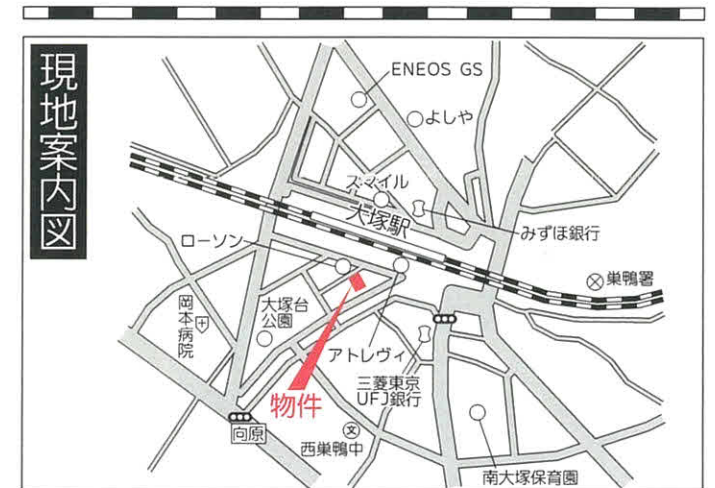 現地案内図
ENEOS GS
よしや
スマイル
大塚駅
みずほ銀行
ローソン
巣鴨署
岡本病院
大塚台
公園
アトレヴィ
物件
三菱東京
UFJ銀行
向原
文
西巣鴨中
南大塚保育園